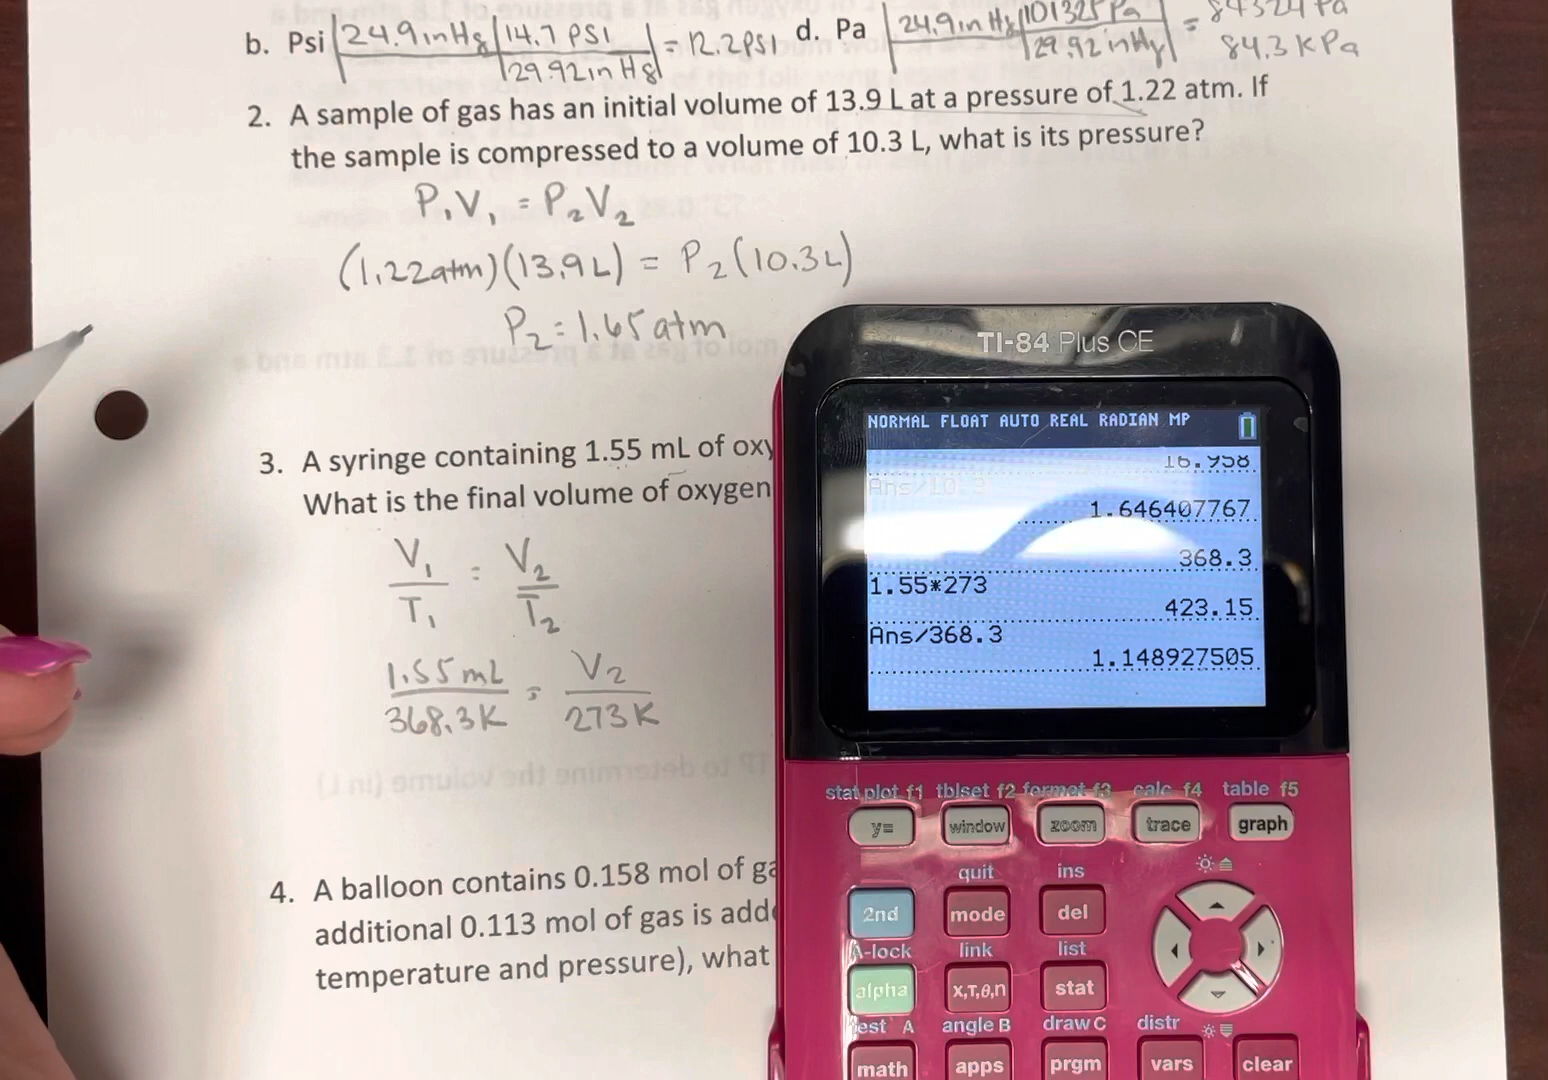 b. Psi 24.9 in Hg 14.7 PSI = 12.2 PSI d. Pa 24.9 in Hg 101325 Pa = 84324 Pa
29.92 in Hg 29.92 in Hg 84.3 KPa
2. A sample of gas has an initial volume of 13.9 L at a pressure of 1.22 atm. If
the sample is compressed to a volume of 10.3 L, what is its pressure?
P₁V₁ = P₂V₂
(1.22atm)(13.9L) = P₂(10.3L)
P₂ = 1.65 atm
3. A syringe containing 1.55 mL of oxy
What is the final volume of oxygen
V₁ = V₂
T₁ T₂
1.55mL = V₂
368.3K 273K
4. A balloon contains 0.158 mol of ga
additional 0.113 mol of gas is adde
temperature and pressure), what
TI-84 Plus CE
NORMAL FLOAT AUTO REAL RADIAN MP
16.958
Ans/10.3
1.646407767
368.3
1.55*273
423.15
Ans/368.3
1.148927505
stat plot f1 tblset f2 format f3 calc f4 table f5
y= window zoom trace graph
quit ins
2nd mode del
A-lock link list
alpha X,T,θ,n stat
test A angle B draw C distr
math apps prgm vars clear